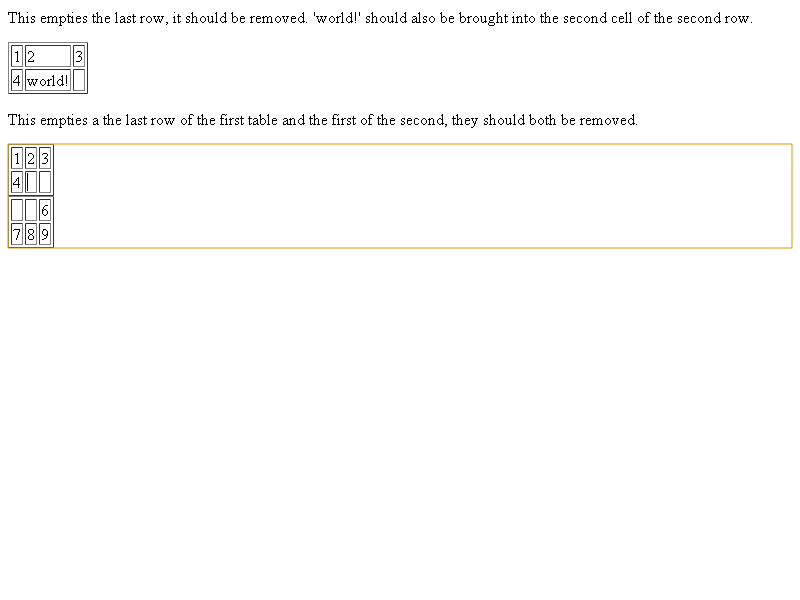 This empties the last row, it should be removed. 'world!' should also be brought into the second cell of the second row.
1 2 3
4 world!
This empties a the last row of the first table and the first of the second, they should both be removed.
1 2 3
4
6
7 8 9